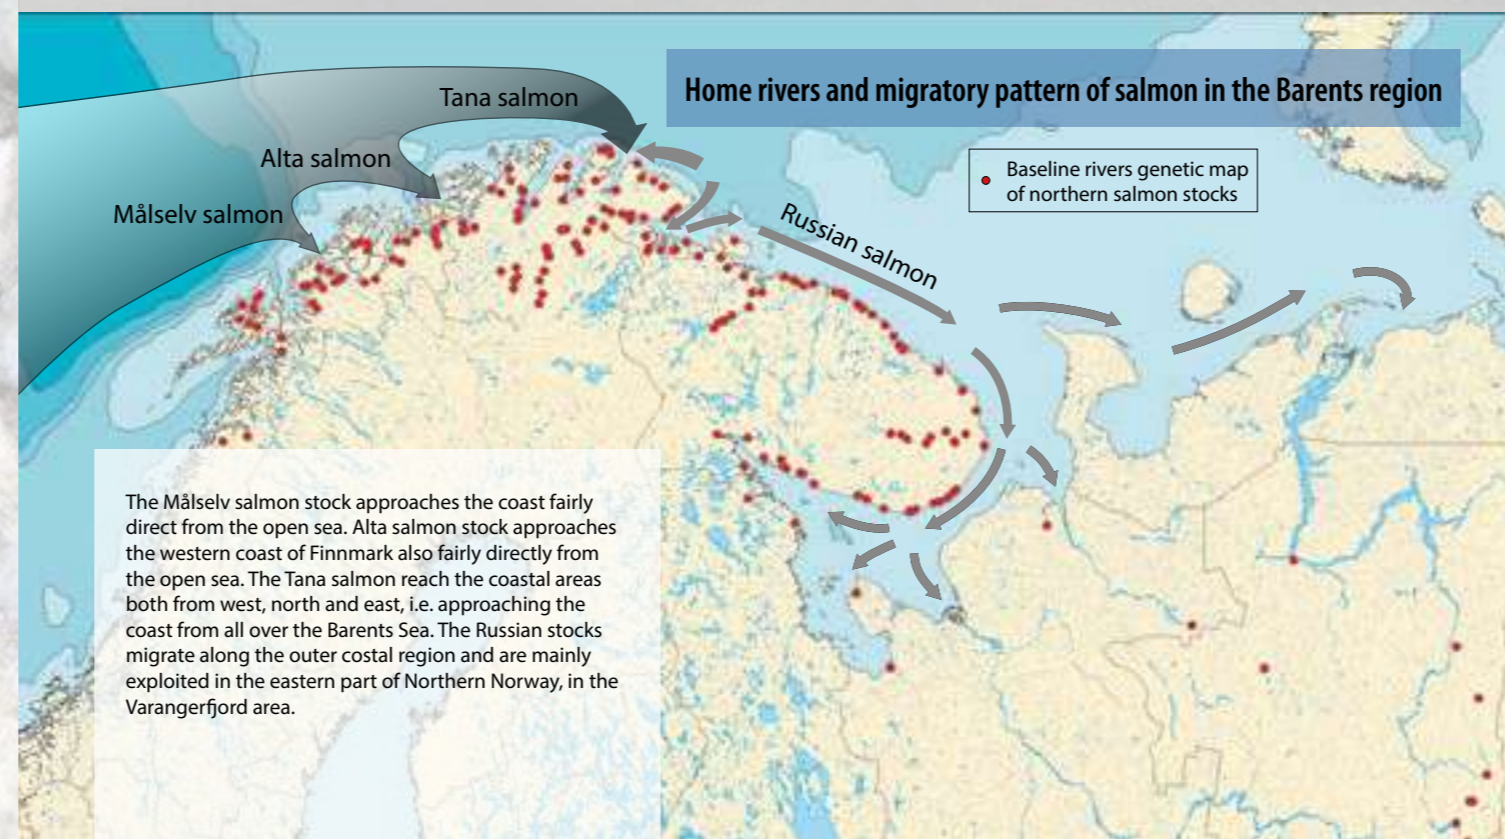 Home rivers and migratory pattern of salmon in the Barents region
Tana salmon
Alta salmon
Målselv salmon
Baseline rivers genetic map
of northern salmon stocks
Russian salmon
The Målselv salmon stock approaches the coast fairly
direct from the open sea. Alta salmon stock approaches
the western coast of Finnmark also fairly directly from
the open sea. The Tana salmon reach the coastal areas
both from west, north and east, i.e. approaching the
coast from all over the Barents Sea. The Russian stocks
migrate along the outer costal region and are mainly
exploited in the eastern part of Northern Norway, in the
Varangerfjord area.